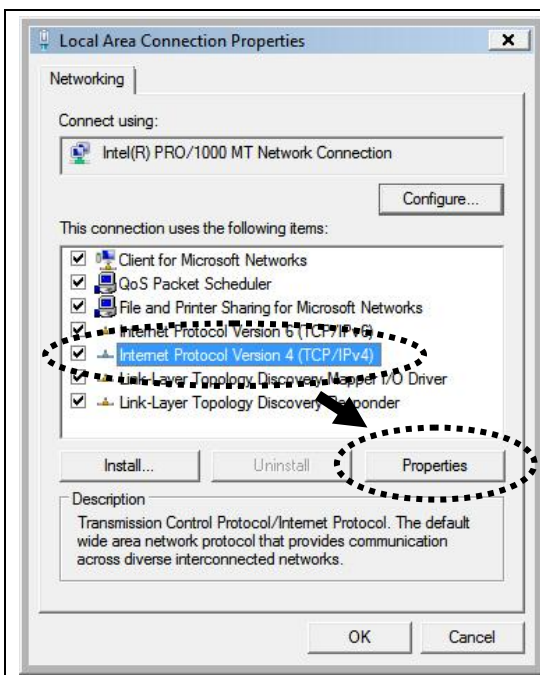 Local Area Connection Properties
Networking
Connect using:
Intel(R) PRO/1000 MT Network Connection
Configure...
This connection uses the following items:
Client for Microsoft Networks
QoS Packet Scheduler
File and Printer Sharing for Microsoft Networks
Internet Protocol Version 6 (TCP/IPv6)
Internet Protocol Version 4 (TCP/IPv4)
Link-Layer Topology Discovery Mapper I/O Driver
Link-Layer Topology Discovery Responder
Install...
Uninstall
Properties
Description
Transmission Control Protocol/Internet Protocol. The default
wide area network protocol that provides communication
across diverse interconnected networks.
OK
Cancel